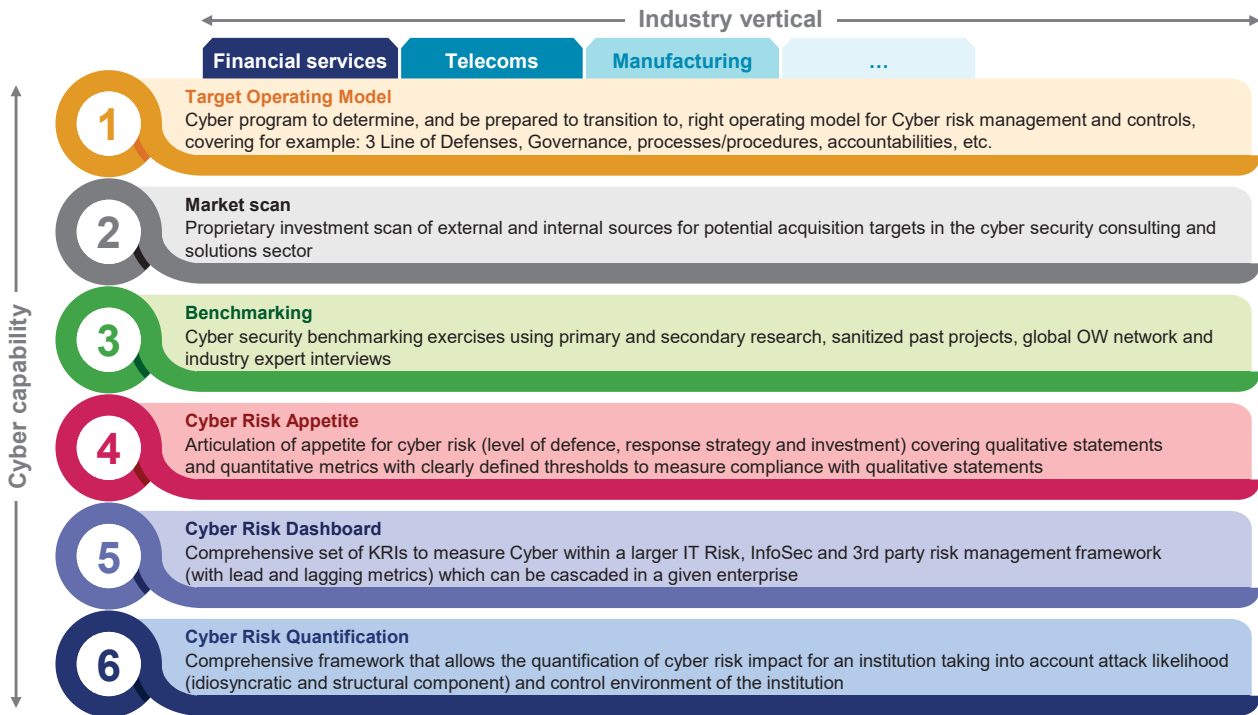 Industry vertical
Financial services
Telecoms
Manufacturing
...
Cyber capability
1
Target Operating Model
Cyber program to determine, and be prepared to transition to, right operating model for Cyber risk management and controls,
covering for example: 3 Line of Defenses, Governance, processes/procedures, accountabilities, etc.
2
Market scan
Proprietary investment scan of external and internal sources for potential acquisition targets in the cyber security consulting and
solutions sector
3
Benchmarking
Cyber security benchmarking exercises using primary and secondary research, sanitized past projects, global OW network and
industry expert interviews
4
Cyber Risk Appetite
Articulation of appetite for cyber risk (level of defence, response strategy and investment) covering qualitative statements
and quantitative metrics with clearly defined thresholds to measure compliance with qualitative statements
5
Cyber Risk Dashboard
Comprehensive set of KRIs to measure Cyber within a larger IT Risk, InfoSec and 3rd party risk management framework
(with lead and lagging metrics) which can be cascaded in a given enterprise
6
Cyber Risk Quantification
Comprehensive framework that allows the quantification of cyber risk impact for an institution taking into account attack likelihood
(idiosyncratic and structural component) and control environment of the institution